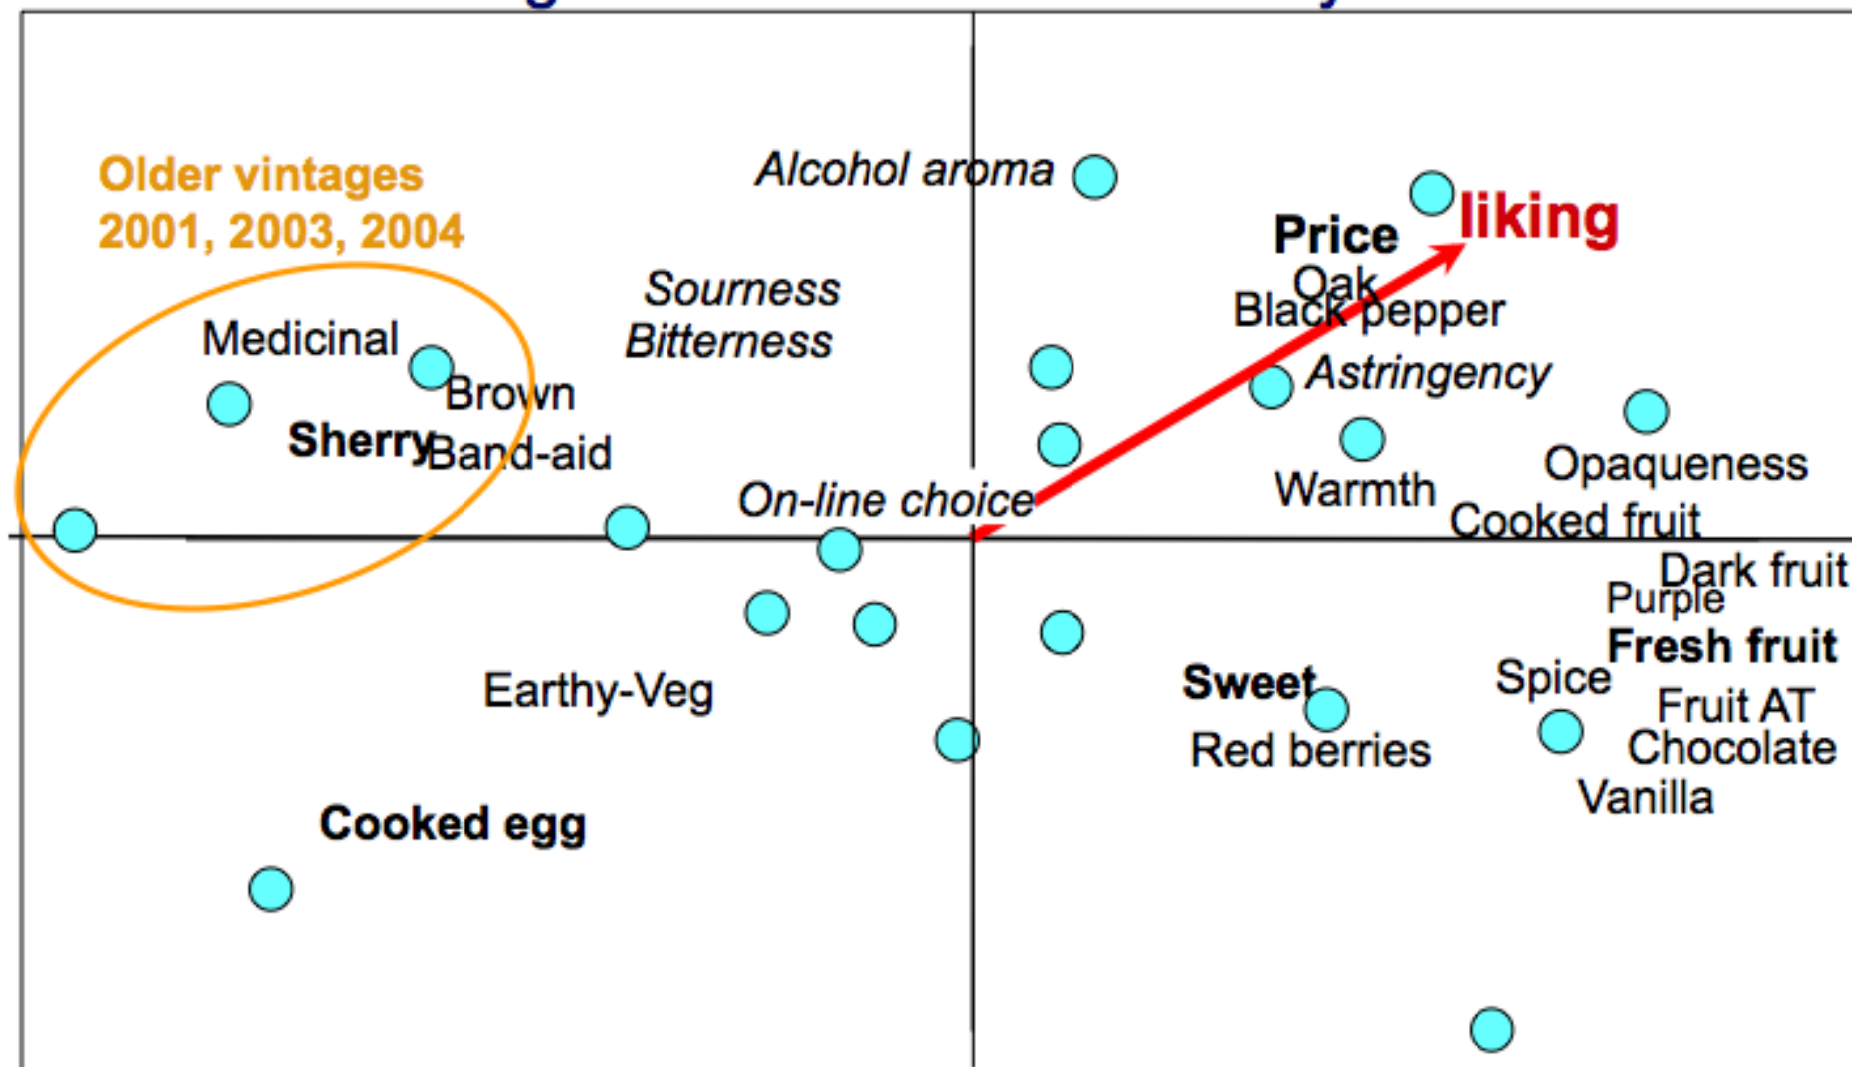 Alcohol aroma
Older vintages
2001, 2003, 2004
liking
Price
Oak
Black pepper
Sourness
Bitterness
Medicinal
Astringency
Brown
Sherry
Band-aid
Opaqueness
Warmth
On-line choice
Cooked fruit
Dark fruit
Purple
Fresh fruit
Spice
Sweet
Earthy-Veg
Fruit AT
Red berries
Chocolate
Vanilla
Cooked egg